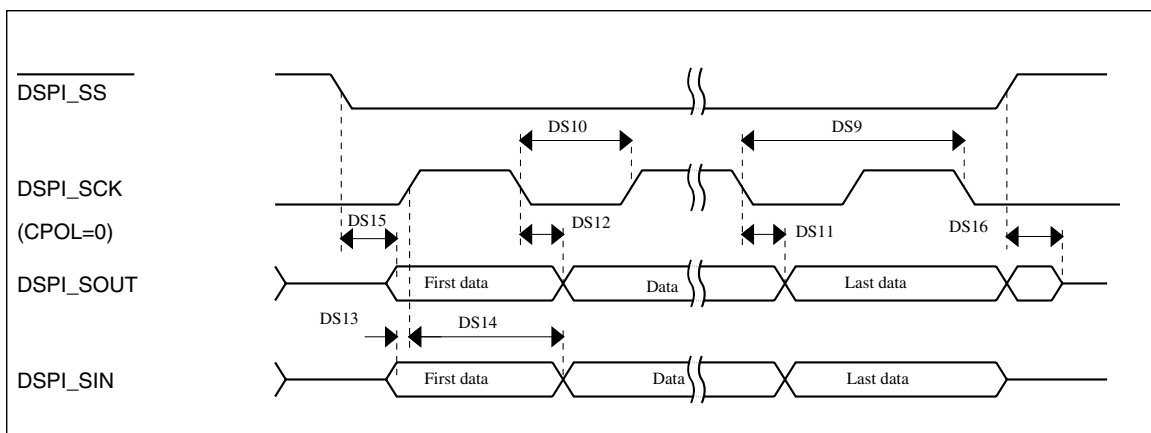 DSPI_SS
DS10
DS9
DSPI_SCK
(CPOL=0)
DS15
DS12
DS11
DS16
DSPI_SOUT
First data
Data
Last data
DS13
DS14
DSPI_SIN
First data
Data
Last data